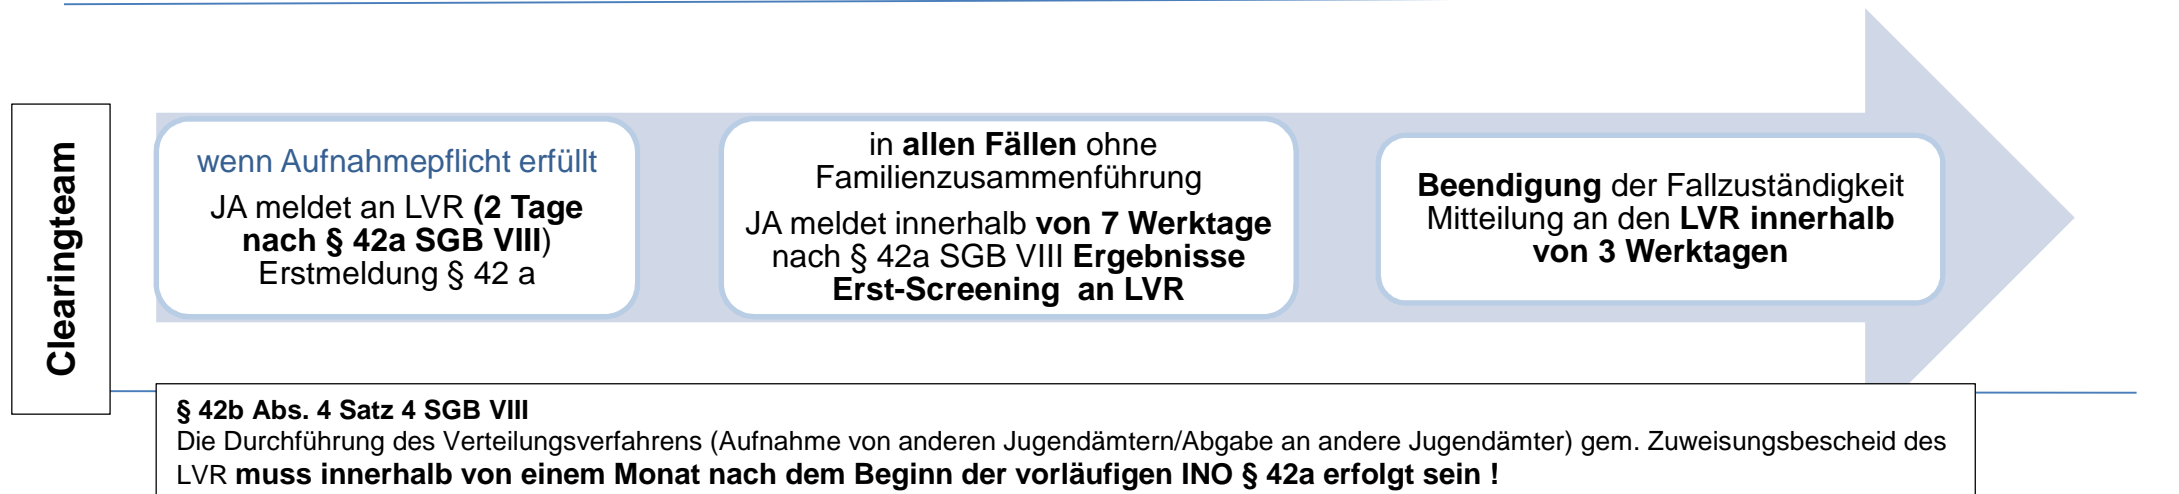 Clearingteam
wenn Aufnahmepflicht erfüllt
JA meldet an LVR (2 Tage
nach § 42a SGB VIII)
Erstmeldung § 42 a
in allen Fällen ohne
Familienzusammenführung
JA meldet innerhalb von 7 Werktage
nach § 42a SGB VIII Ergebnisse
Erst-Screening an LVR
Beendigung der Fallzuständigkeit
Mitteilung an den LVR innerhalb
von 3 Werktagen
§ 42b Abs. 4 Satz 4 SGB VIII
Die Durchführung des Verteilungsverfahrens (Aufnahme von anderen Jugendämtern/Abgabe an andere Jugendämter) gem. Zuweisungsbescheid des
LVR muss innerhalb von einem Monat nach dem Beginn der vorläufigen INO § 42a erfolgt sein !